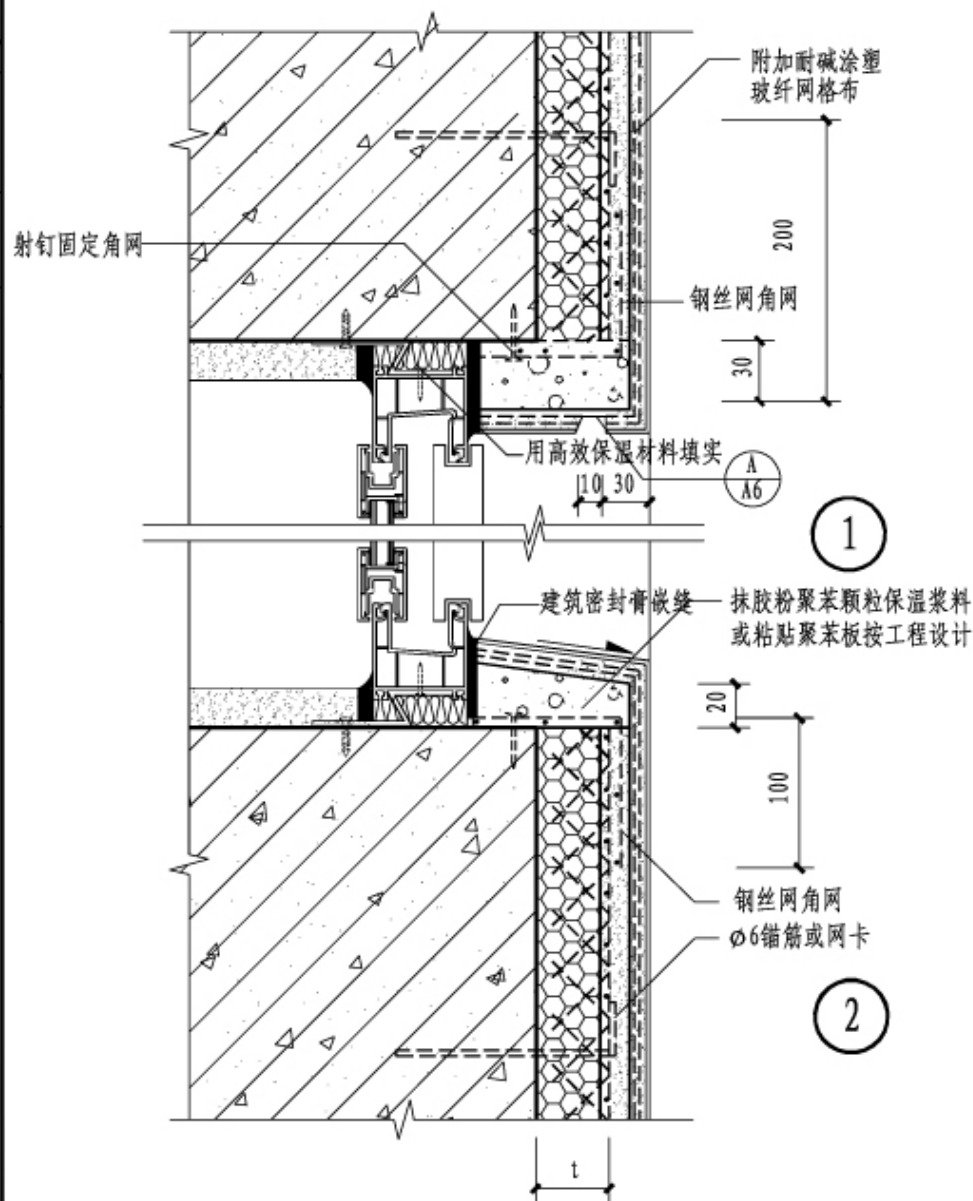 附加耐碱涂塑
玻纤网格布
200
射钉固定角网
钢丝网角网
30
用高效保温材料填实
A
A6
10 30
1
建筑密封膏嵌缝
抹胶粉聚苯颗粒保温浆料
或粘贴聚苯板按工程设计
20
100
钢丝网角网
Ø6锚筋或网卡
2
t